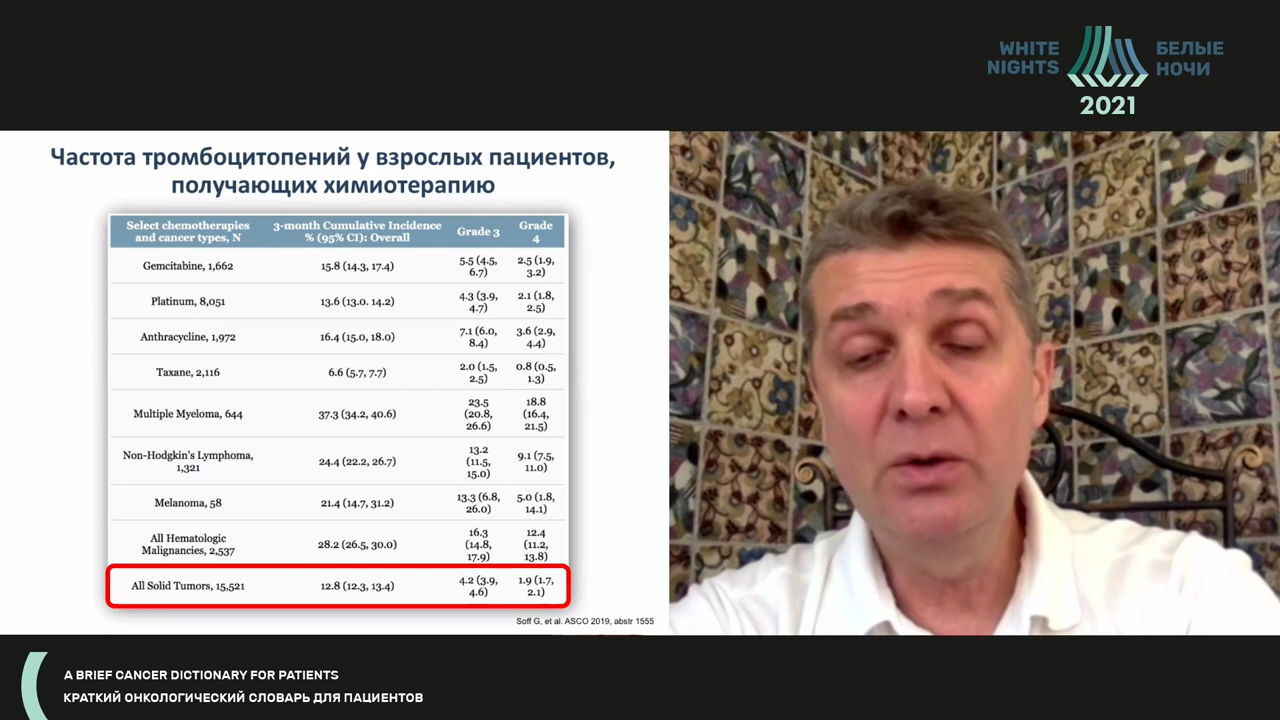 WHITE
NIGHTS
БЕЛЫЕ
НОЧИ
2021
Частота тромбоцитопений у взрослых пациентов,
получающих химиотерапию
Select chemotherapies
and cancer types, N
3-month Cumulative Incidence
% (95% CI): Overall
Grade 3
Grade
4
Gemcitabine, 1,662
15.8 (14.3, 17.4)
5.5 (4.5,
6.7)
2.5 (1.9,
3.2)
Platinum, 8,051
13.6 (13.0. 14.2)
4.3 (3.9,
4.7)
2.1 (1.8,
2.5)
Anthracycline, 1,972
16.4 (15.0, 18.0)
7.1 (6.0,
8.4)
3.6 (2.9,
4.4)
Taxane, 2,116
6.6 (5.7, 7.7)
2.0 (1.5,
2.5)
0.8 (0.5,
1.3)
Multiple Myeloma, 644
37.3 (34.2, 40.6)
23.5
(20.8,
26.6)
18.8
(16.4,
21.5)
Non-Hodgkin's Lymphoma,
1,321
24.4 (22.2, 26.7)
13.2
(11.5,
15.0)
9.1 (7.5,
11.0)
Melanoma, 58
21.4 (14.7, 31.2)
13.3 (6.8,
26.0)
5.0 (1.8,
14.1)
All Hematologic
Malignancies, 2,537
28.2 (26.5, 30.0)
16.3
(14.8,
17.9)
12.4
(11.2,
13.8)
All Solid Tumors, 15,521
12.8 (12.3, 13.4)
4.2 (3.9,
4.6)
1.9 (1.7,
2.1)
Soff G, et al. ASCO 2019, abstr 1555
A BRIEF CANCER DICTIONARY FOR PATIENTS
КРАТКИЙ ОНКОЛОГИЧЕСКИЙ СЛОВАРЬ ДЛЯ ПАЦИЕНТОВ